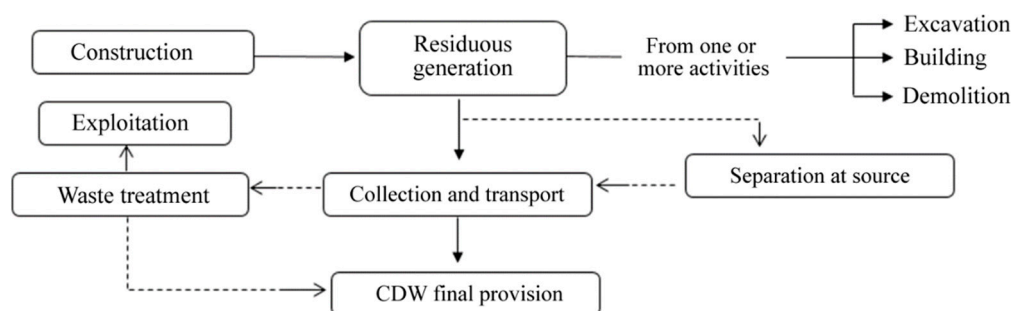 Construction
Residuous
generation
From one or
more activities
Excavation
Building
Demolition
Exploitation
Waste treatment
Collection and transport
Separation at source
CDW final provision